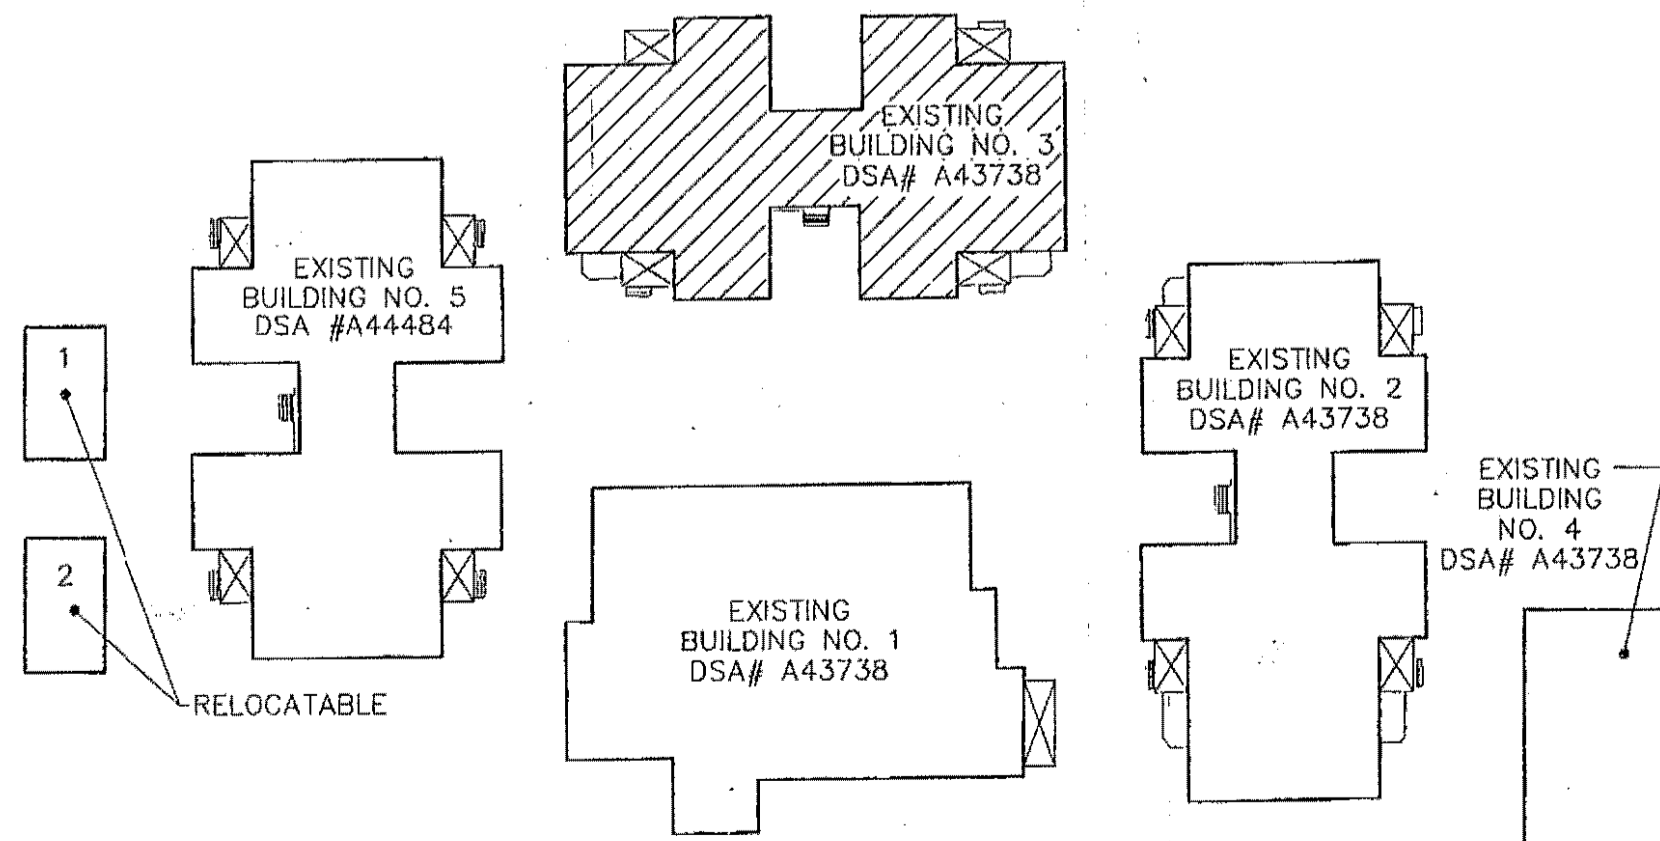 EXISTING
BUILDING NO. 3
DSA# A43738
EXISTING
BUILDING NO. 5
DSA #A44484
1
2
RELOCATABLE
EXISTING
BUILDING NO. 2
DSA# A43738
EXISTING
BUILDING
NO. 4
DSA# A43738
EXISTING
BUILDING NO. 1
DSA# A43738